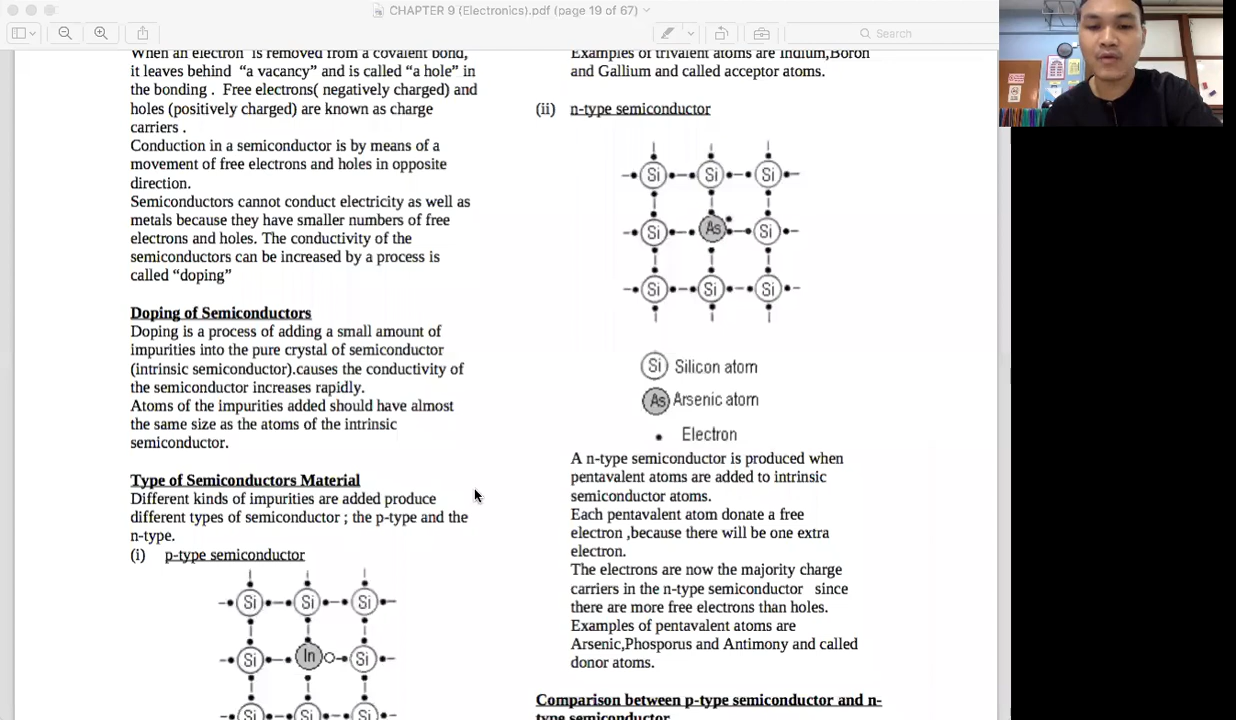 CHAPTER 9 (Electronics).pdf (page 19 of 67)
Search
When an electron is removed from a covalent bond,
it leaves behind “a vacancy” and is called “a hole” in
the bonding . Free electrons( negatively charged) and
holes (positively charged) are known as charge
carriers .
Conduction in a semiconductor is by means of a
movement of free electrons and holes in opposite
direction.
Semiconductors cannot conduct electricity as well as
metals because they have smaller numbers of free
electrons and holes. The conductivity of the
semiconductors can be increased by a process is
called “doping”
Doping of Semiconductors
Doping is a process of adding a small amount of
impurities into the pure crystal of semiconductor
(intrinsic semiconductor).causes the conductivity of
the semiconductor increases rapidly.
Atoms of the impurities added should have almost
the same size as the atoms of the intrinsic
semiconductor.
Type of Semiconductors Material
Different kinds of impurities are added produce
different types of semiconductor ; the p-type and the
n-type.
(i) p-type semiconductor
Si Si Si
Si In Si
Si Si Si
Examples of trivalent atoms are Indium,Boron
and Gallium and called acceptor atoms.
(ii) n-type semiconductor
Si Si Si
Si As Si
Si Si Si
Si Silicon atom
As Arsenic atom
Electron
A n-type semiconductor is produced when
pentavalent atoms are added to intrinsic
semiconductor atoms.
Each pentavalent atom donate a free
electron ,because there will be one extra
electron.
The electrons are now the majority charge
carriers in the n-type semiconductor since
there are more free electrons than holes.
Examples of pentavalent atoms are
Arsenic,Phosporus and Antimony and called
donor atoms.
Comparison between p-type semiconductor and n-
type semiconductor